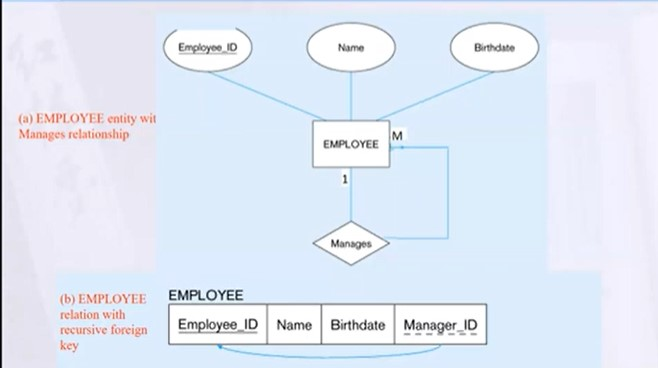 Employee_ID
Name
Birthdate
(a) EMPLOYEE entity wit
Manages relationship
EMPLOYEE
M
1
Manages
(b) EMPLOYEE
relation with
recursive foreign
key
EMPLOYEE
Employee_ID Name Birthdate Manager_ID